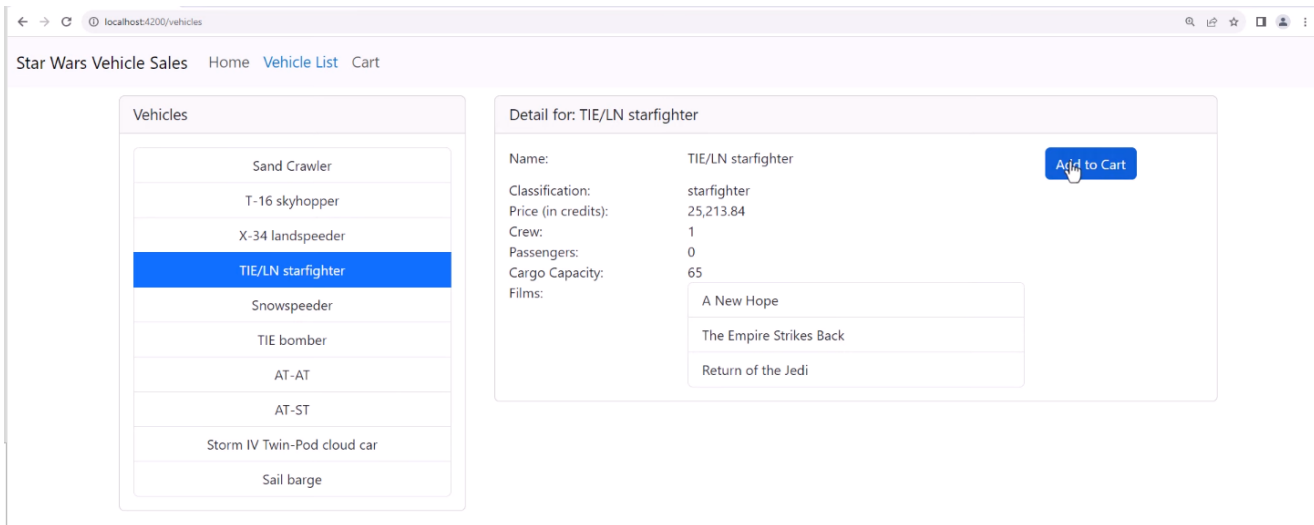 localhost:4200/vehicles
Star Wars Vehicle Sales Home Vehicle List Cart
Vehicles
Sand Crawler
T-16 skyhopper
X-34 landspeeder
TIE/LN starfighter
Snowspeeder
TIE bomber
AT-AT
AT-ST
Storm IV Twin-Pod cloud car
Sail barge
Detail for: TIE/LN starfighter
Name: TIE/LN starfighter Add to Cart
Classification: starfighter
Price (in credits): 25,213.84
Crew: 1
Passengers: 0
Cargo Capacity: 65
Films: A New Hope
The Empire Strikes Back
Return of the Jedi